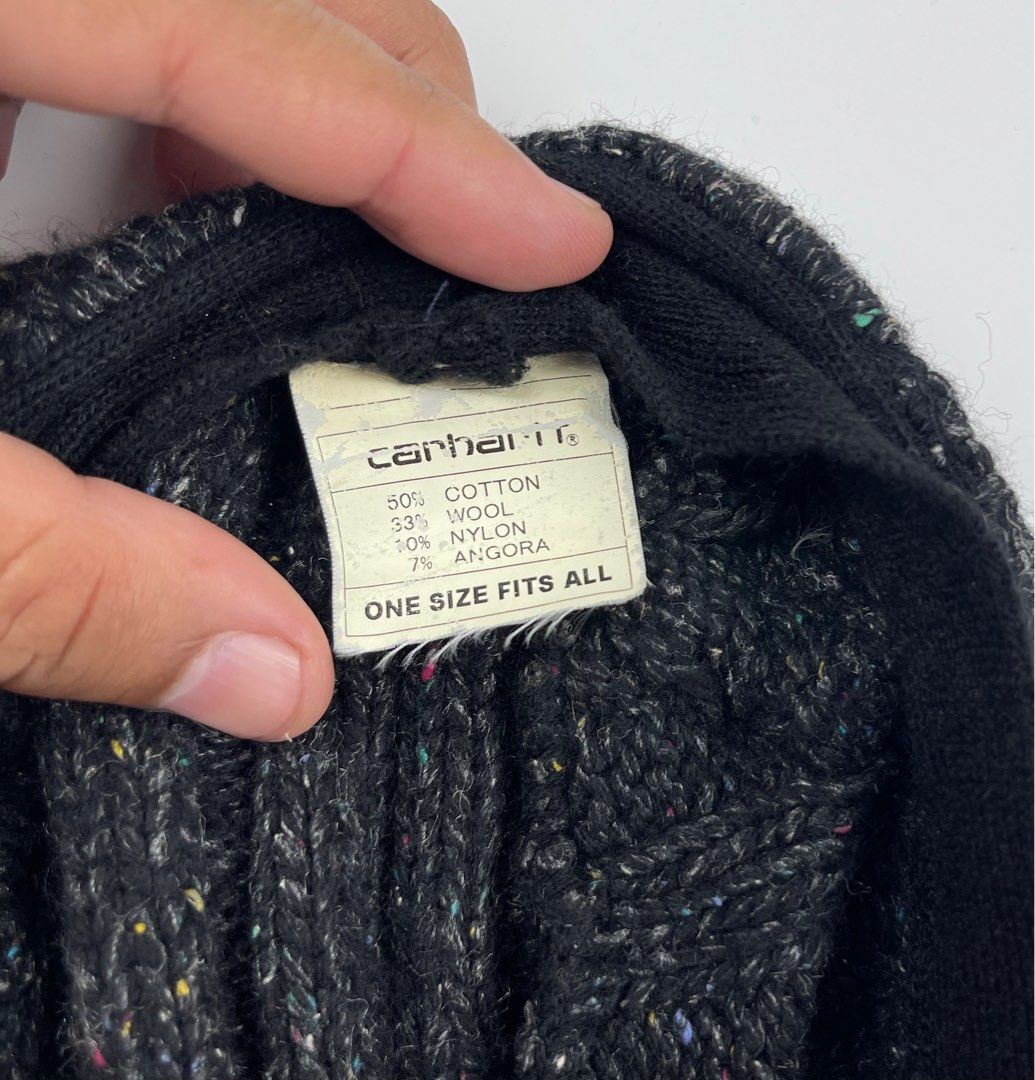 carhartt®
50% COTTON
33% WOOL
10% NYLON
7% ANGORA
ONE SIZE FITS ALL